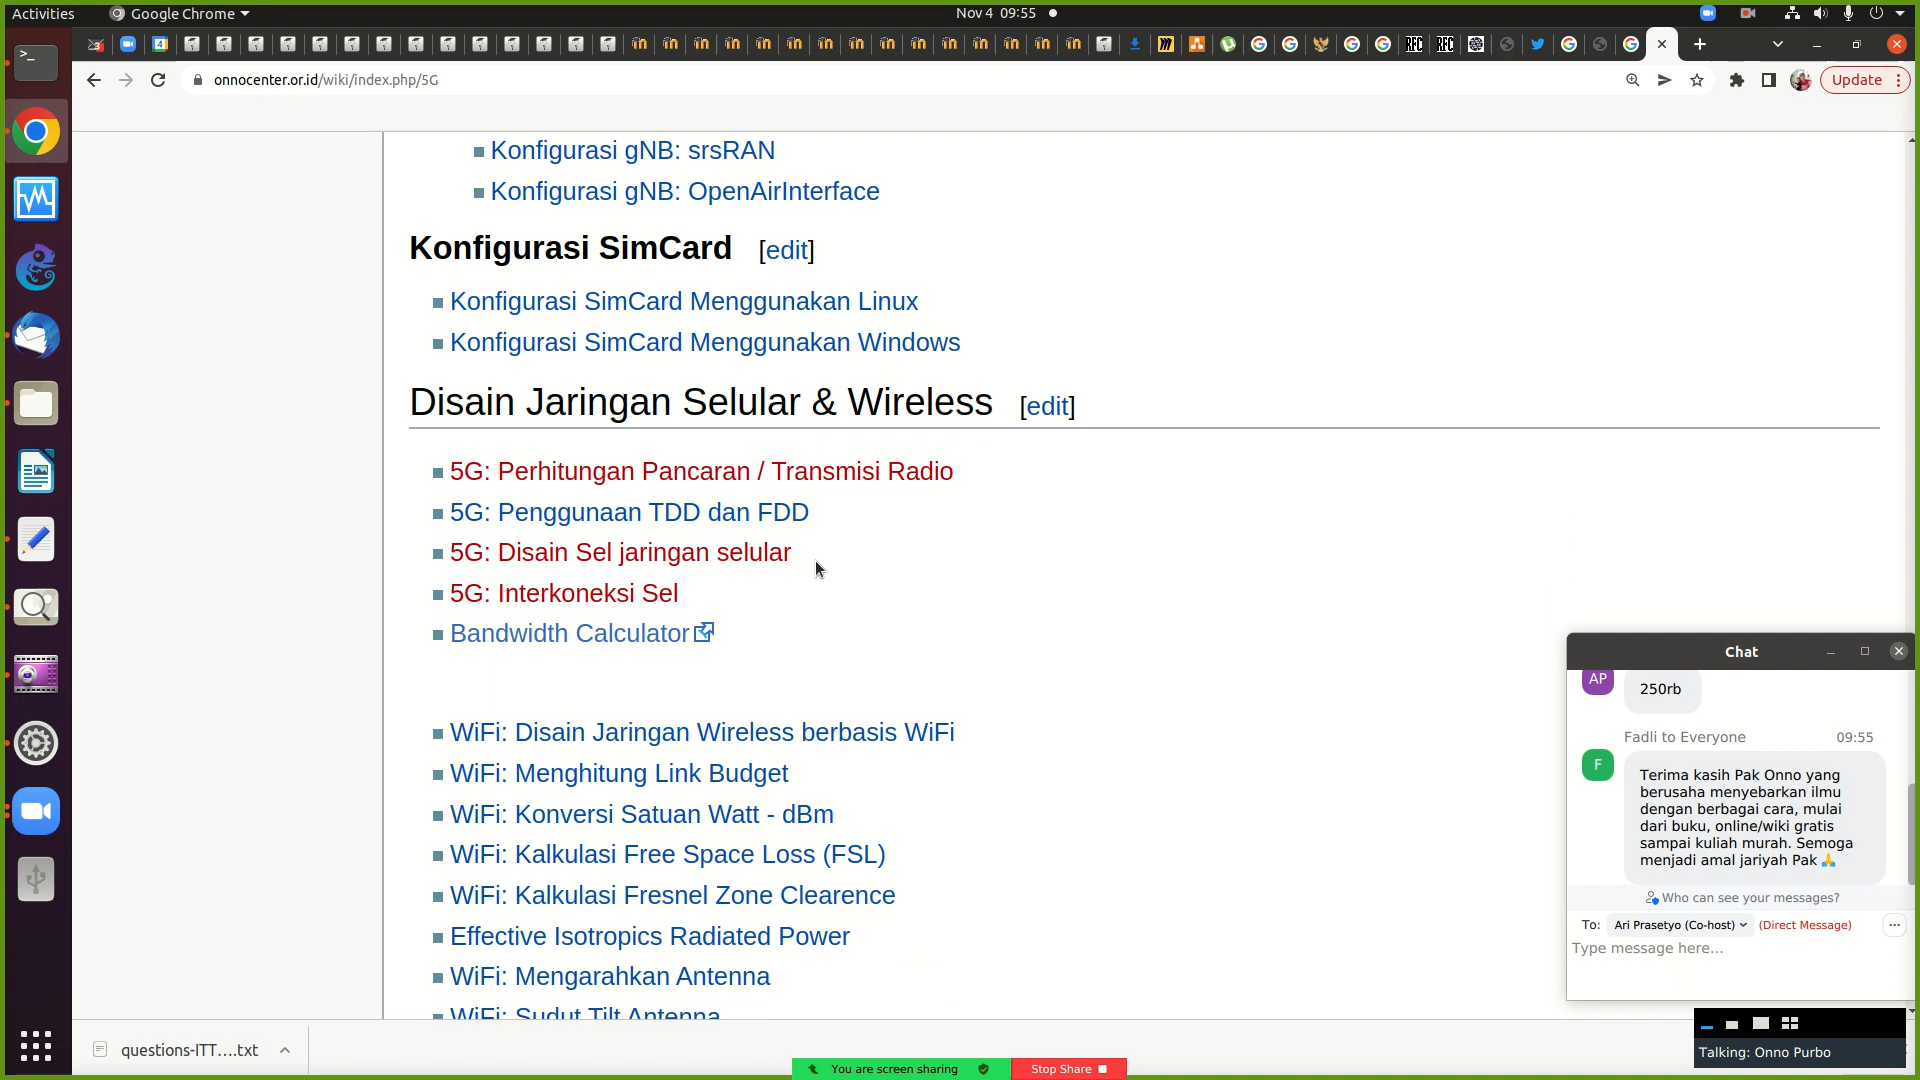 Activities
Google Chrome
Nov 4 09:55
onnocenter.or.id/wiki/index.php/5G
Update
Konfigurasi gNB: srsRAN
Konfigurasi gNB: OpenAirInterface
Konfigurasi SimCard [edit]
Konfigurasi SimCard Menggunakan Linux
Konfigurasi SimCard Menggunakan Windows
Disain Jaringan Selular & Wireless [edit]
5G: Perhitungan Pancaran / Transmisi Radio
5G: Penggunaan TDD dan FDD
5G: Disain Sel jaringan selular
5G: Interkoneksi Sel
Bandwidth Calculator
WiFi: Disain Jaringan Wireless berbasis WiFi
WiFi: Menghitung Link Budget
WiFi: Konversi Satuan Watt - dBm
WiFi: Kalkulasi Free Space Loss (FSL)
WiFi: Kalkulasi Fresnel Zone Clearence
Effective Isotropics Radiated Power
WiFi: Mengarahkan Antenna
WiFi: Sudut Tilt Antenna
Chat
AP
250rb
Fadli to Everyone 09:55
F
Terima kasih Pak Onno yang
berusaha menyebarkan ilmu
dengan berbagai cara, mulai
dari buku, online/wiki gratis
sampai kuliah murah. Semoga
menjadi amal jariyah Pak 🙏
Who can see your messages?
To: Ari Prasetyo (Co-host) (Direct Message)
Type message here...
Talking: Onno Purbo
questions-ITT....txt
You are screen sharing
Stop Share